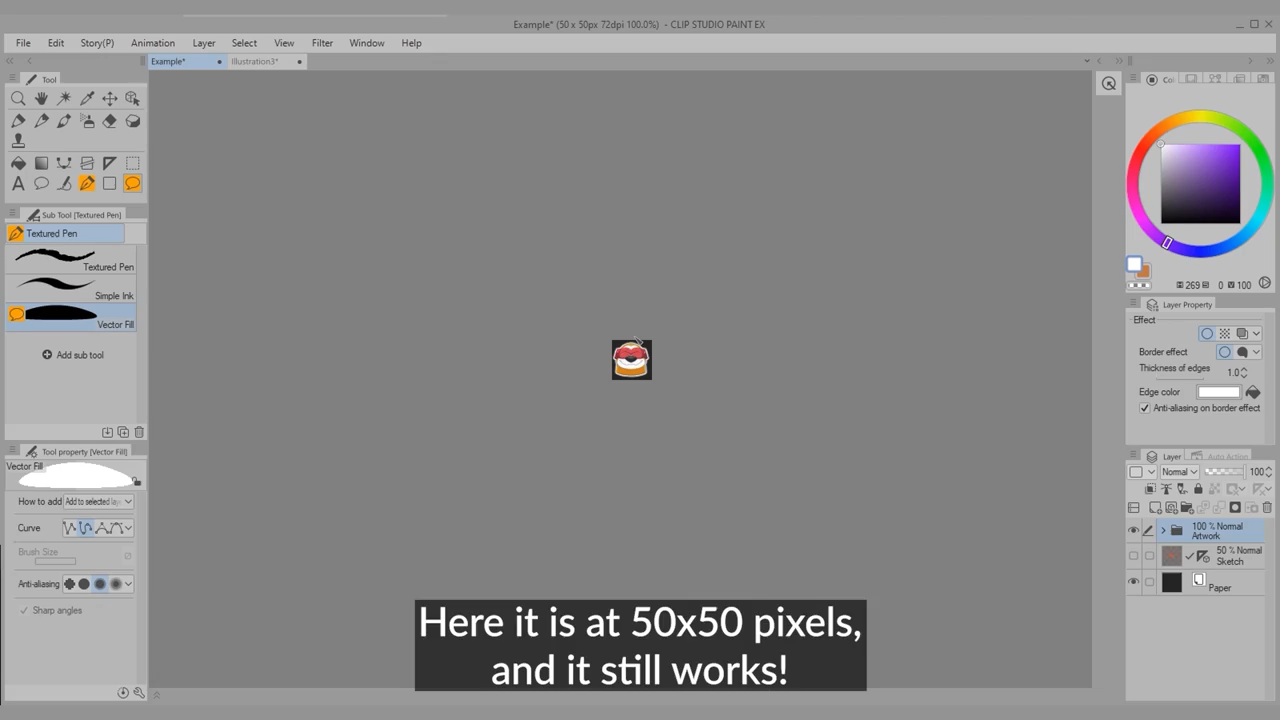 Example* (50 x 50px 72dpi 100.0%) - CLIP STUDIO PAINT EX
File Edit Story(P) Animation Layer Select View Filter Window Help
Example* Illustration3*
Tool
Sub Tool [Textured Pen]
Textured Pen
Textured Pen
Simple Ink
Vector Fill
Add sub tool
Tool property [Vector Fill]
Vector Fill
How to add Add to selected
Curve
Brush Size
Anti-aliasing
Sharp angles
269 0 V 100
Layer Property
Effect
Border effect
Thickness of edges 1.0
Edge color
Anti-aliasing on border effect
Layer Auto Action
Normal 100
100 % Normal
Artwork
50 % Normal
Sketch
Paper
Here it is at 50x50 pixels,
and it still works!